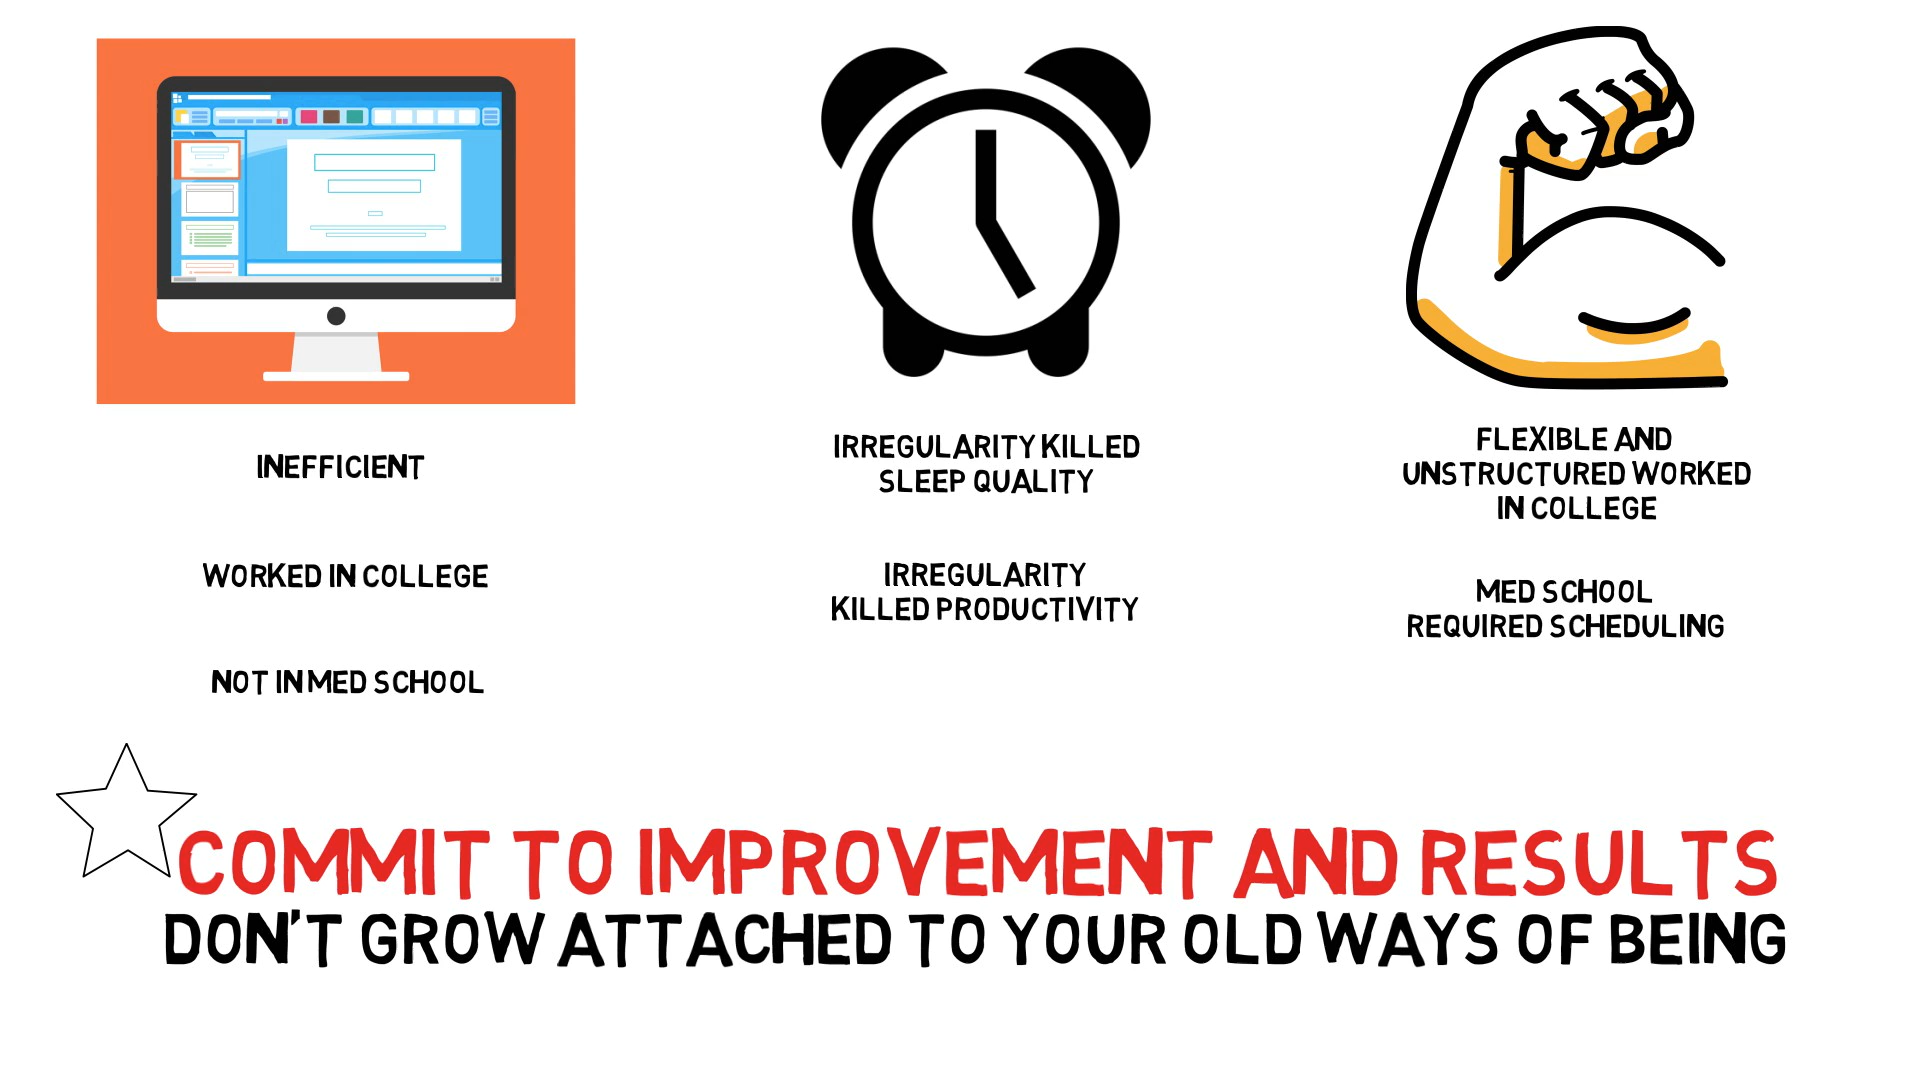 INEFFICIENT
WORKED IN COLLEGE
NOT IN MED SCHOOL
IRREGULARITY KILLED
SLEEP QUALITY
IRREGULARITY
KILLED PRODUCTIVITY
FLEXIBLE AND
UNSTRUCTURED WORKED
IN COLLEGE
MED SCHOOL
REQUIRED SCHEDULING
COMMIT TO IMPROVEMENT AND RESULTS
DON'T GROW ATTACHED TO YOUR OLD WAYS OF BEING